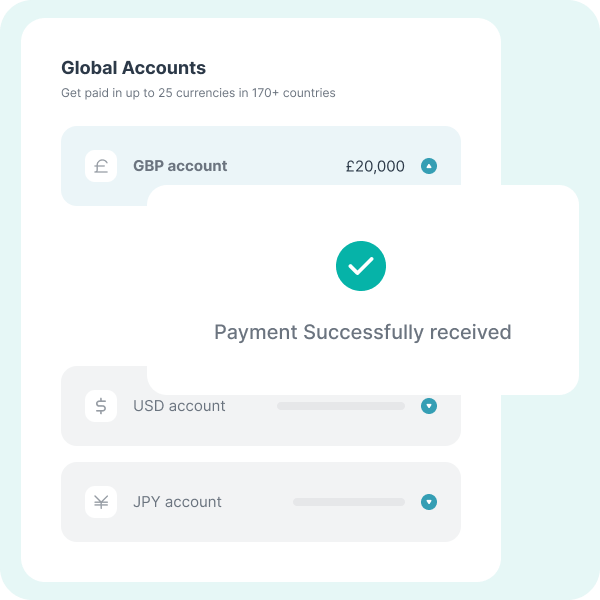 Global Accounts
Get paid in up to 25 currencies in 170+ countries
£ GBP account £20,000
Payment Successfully received
$ USD account
¥ JPY account